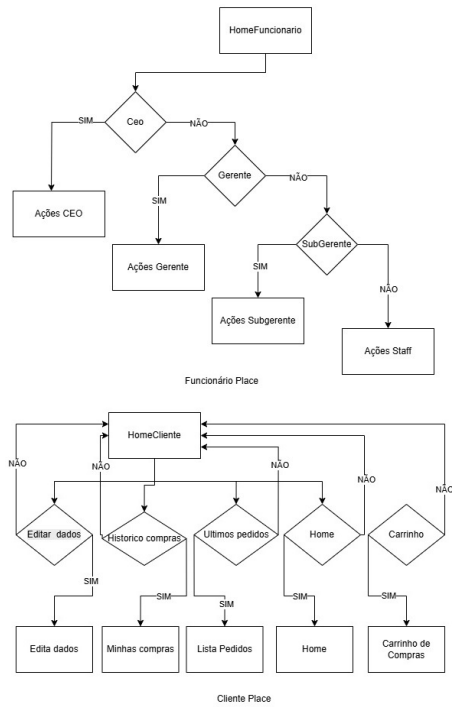 HomeFuncionario
Ceo
SIM
NÃO
Gerente
Ações CEO
SIM
NÃO
SubGerente
Ações Gerente
SIM
NÃO
Ações Subgerente
Ações Staff
Funcionário Place
HomeCliente
NÃO
NÃO
NÃO
NÃO
NÃO
Editar dados
Historico compras
Ultimos pedidos
Home
Carrinho
SIM
SIM
SIM
SIM
SIM
Edita dados
Minhas compras
Lista Pedidos
Home
Carrinho de
Compras
Cliente Place